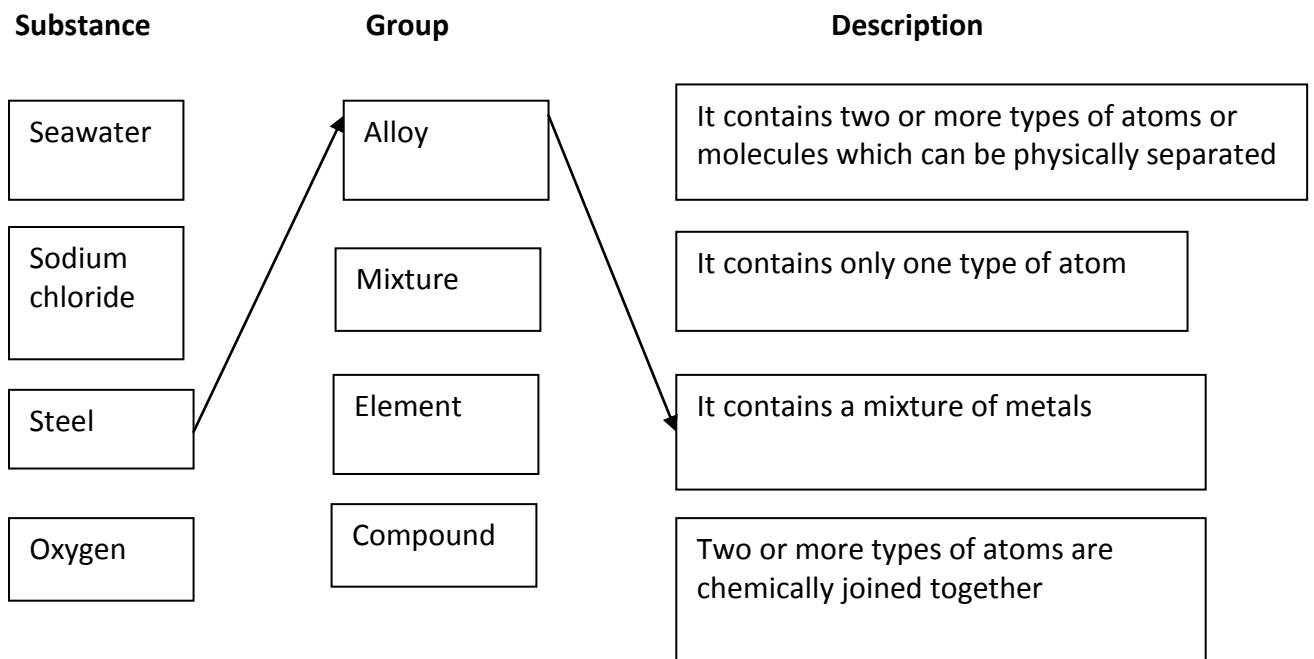 Substance Group Description
Seawater
Alloy
It contains two or more types of atoms or
molecules which can be physically separated
Sodium
chloride
Mixture
It contains only one type of atom
Steel
Element
It contains a mixture of metals
Oxygen
Compound
Two or more types of atoms are
chemically joined together